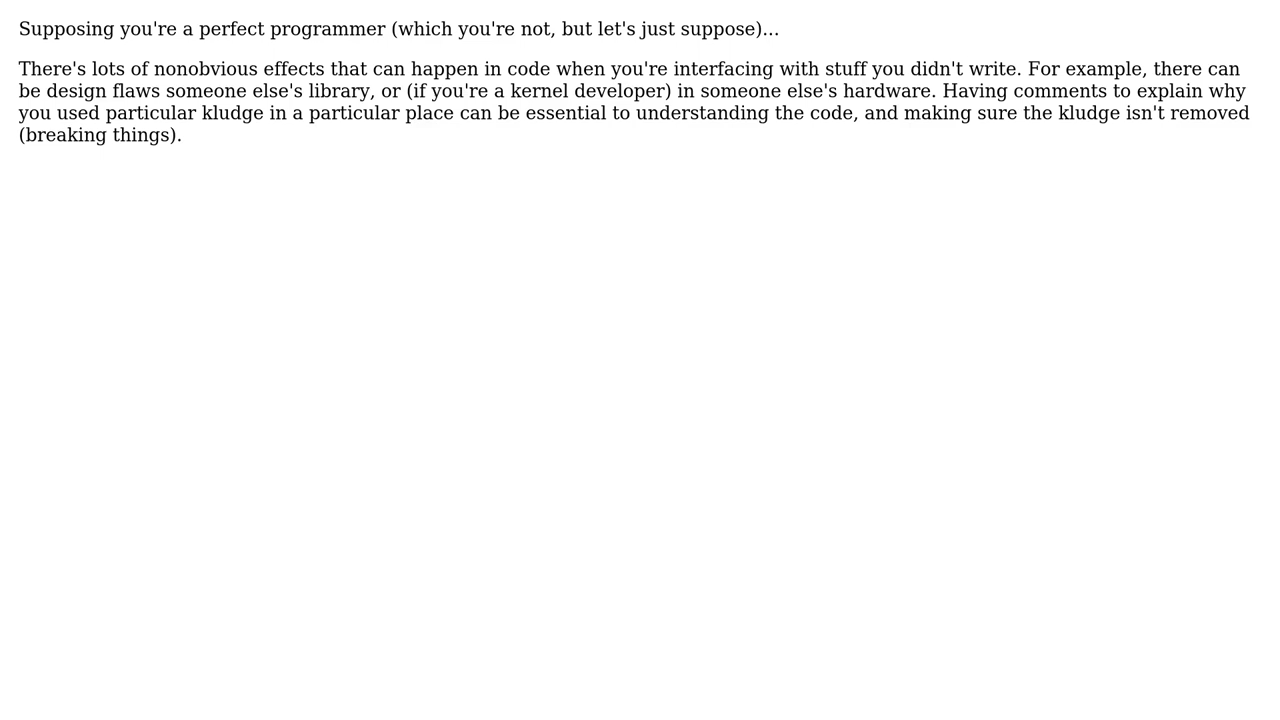 Supposing you're a perfect programmer (which you're not, but let's just suppose)...
There's lots of nonobvious effects that can happen in code when you're interfacing with stuff you didn't write. For example, there can
be design flaws someone else's library, or (if you're a kernel developer) in someone else's hardware. Having comments to explain why
you used particular kludge in a particular place can be essential to understanding the code, and making sure the kludge isn't removed
(breaking things).